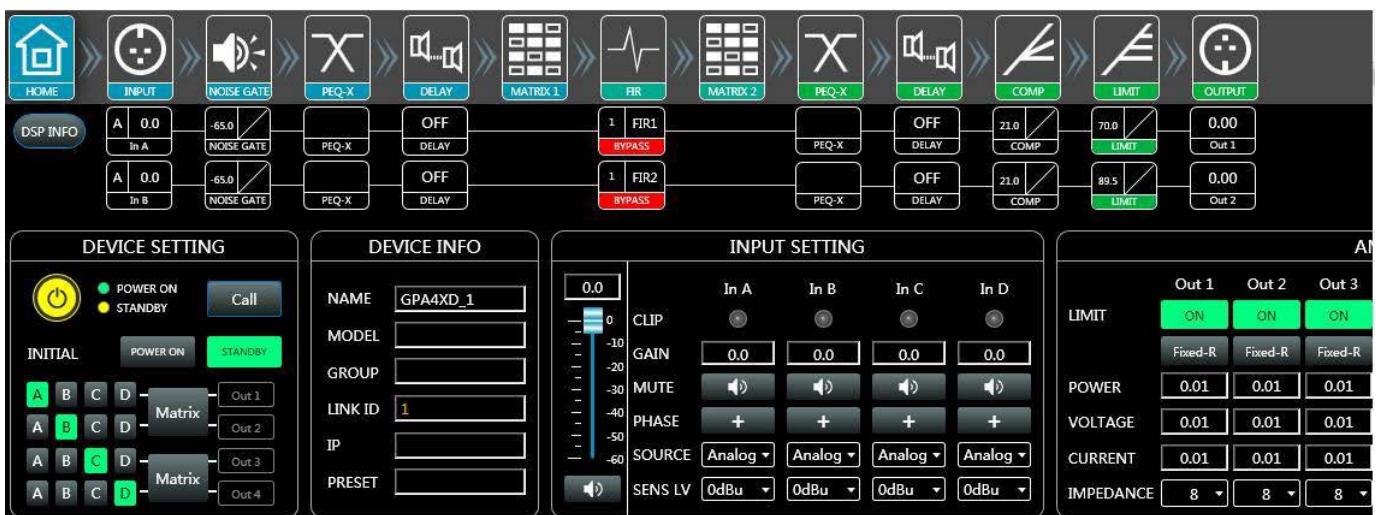 HOME INPUT NOISE GATE PEQ-X DELAY MATRIX 1 FIR MATRIX 2 PEQ-X DELAY COMP LIMIT OUTPUT
DSP INFO A 0.0 -65.0 OFF 1 FIR1 OFF 21.0 70.0 0.00
In A NOISE GATE PEQ-X DELAY BYPASS PEQ-X DELAY COMP LIMIT Out 1
A 0.0 -65.0 OFF 1 FIR2 OFF 21.0 89.5 0.00
In B NOISE GATE PEQ-X DELAY BYPASS PEQ-X DELAY COMP LIMIT Out 2
DEVICE SETTING
POWER ON
STANDBY
Call
INITIAL POWER ON STANDBY
A B C D Matrix Out 1
A B C D Out 2
A B C D Matrix Out 3
A B C D Out 4
DEVICE INFO
NAME GPA4XD_1
MODEL
GROUP
LINK ID 1
IP
PRESET
INPUT SETTING
0.0
0
-10
-20
-30
-40
-50
-60
In A In B In C In D
CLIP
GAIN 0.0 0.0 0.0 0.0
MUTE
PHASE + + + +
SOURCE Analog Analog Analog Analog
SENS LV 0dBu 0dBu 0dBu 0dBu
Out 1 Out 2 Out 3
LIMIT ON ON ON
Fixed-R Fixed-R Fixed-R
POWER 0.01 0.01 0.01
VOLTAGE 0.01 0.01 0.01
CURRENT 0.01 0.01 0.01
IMPEDANCE 8 8 8